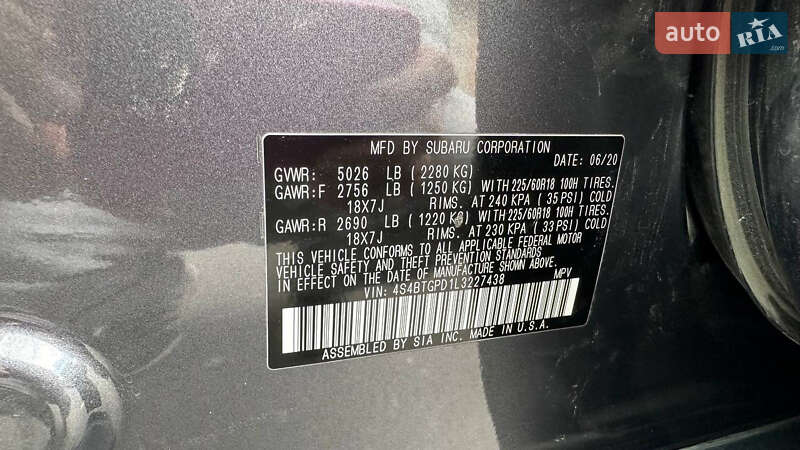 auto RIA.com
MFD BY SUBARU CORPORATION
DATE: 06/20
GVWR: 5026 LB (2280 KG)
GAWR:F 2756 LB (1250 KG) WITH 225/60R18 100H TIRES.
18X7J RIMS. AT 240 KPA (35 PSI) COLD
GAWR:R 2690 LB (1220 KG) WITH 225/60R18 100H TIRES.
18X7J RIMS. AT 230 KPA (33 PSI) COLD
THIS VEHICLE CONFORMS TO ALL APPLICABLE FEDERAL MOTOR
VEHICLE SAFETY AND THEFT PREVENTION STANDARDS
IN EFFECT ON THE DATE OF MANUFACTURE SHOWN ABOVE.
VIN: 4S4BTGPD1L3227438 MPV
ASSEMBLED BY SIA INC. MADE IN U.S.A.